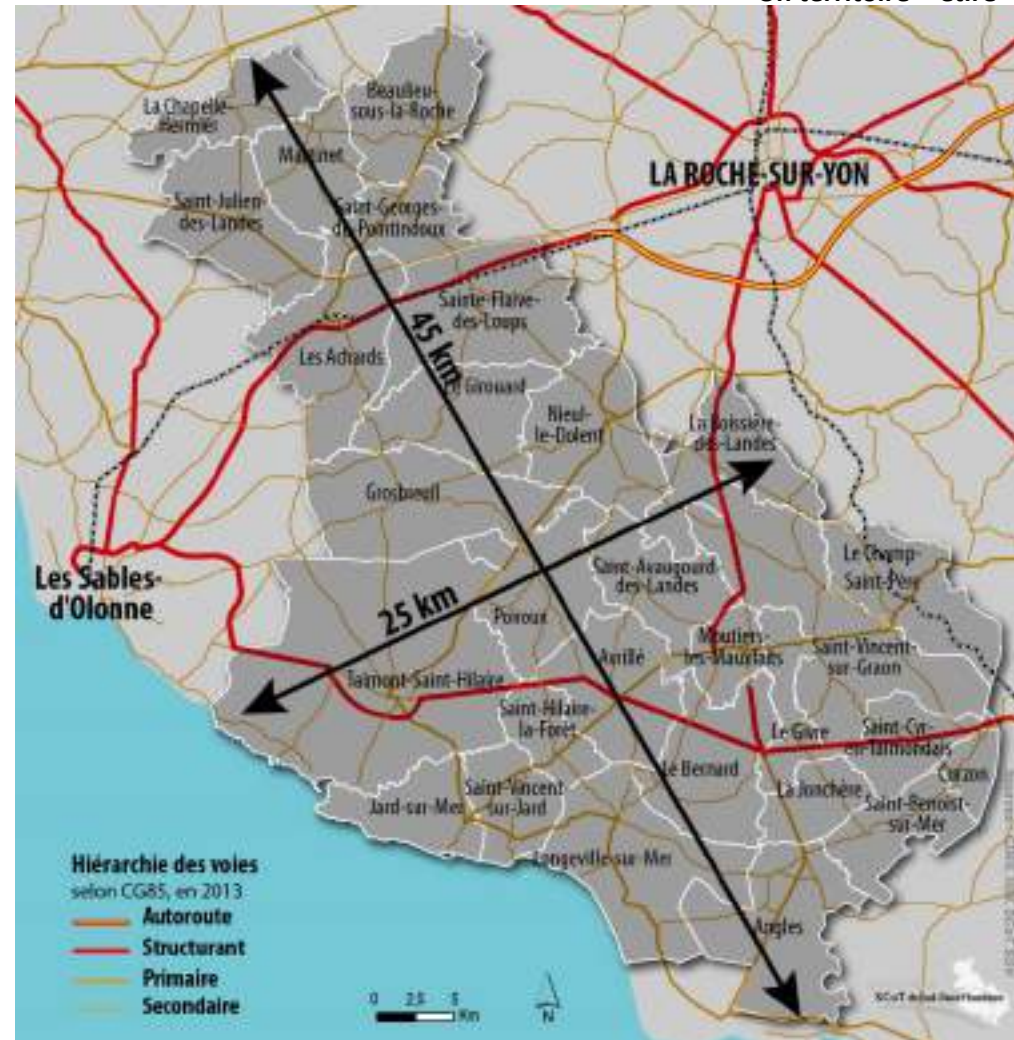 La Chapelle-
Hermier
Beaulieu-
sous-la-Roche
Martinet
Saint-Julien-
des-Landes
Saint-Georges-
de-Pointindoux
LA ROCHE-SUR-YON
Sainte-Flaive-
des-Loups
45 km
Les Achards
Le Girouard
Nieul-
le-Dolent
La Boissière-
des-Landes
Grosbreuil
Les Sables-
d'Olonne
Saint-Avaugourd-
des-Landes
Le Champ-
Saint-Père
25 km
Poiroux
Avrillé
Moutiers-
les-Mauxfaits
Saint-Vincent-
sur-Graon
Talmont-Saint-Hilaire
Saint-Hilaire-
la-Forêt
Le Givre
Saint-Cyr-
en-Talmondais
Le Bernard
Curzon
La Jonchère
Saint-Benoist-
sur-Mer
Jard-sur-Mer
Saint-Vincent
sur-Jard
Longeville-sur-Mer
Angles
Hiérarchie des voies
selon CG85, en 2013
Autoroute
Structurant
Primaire
Secondaire
0 2.5 5
Km
N